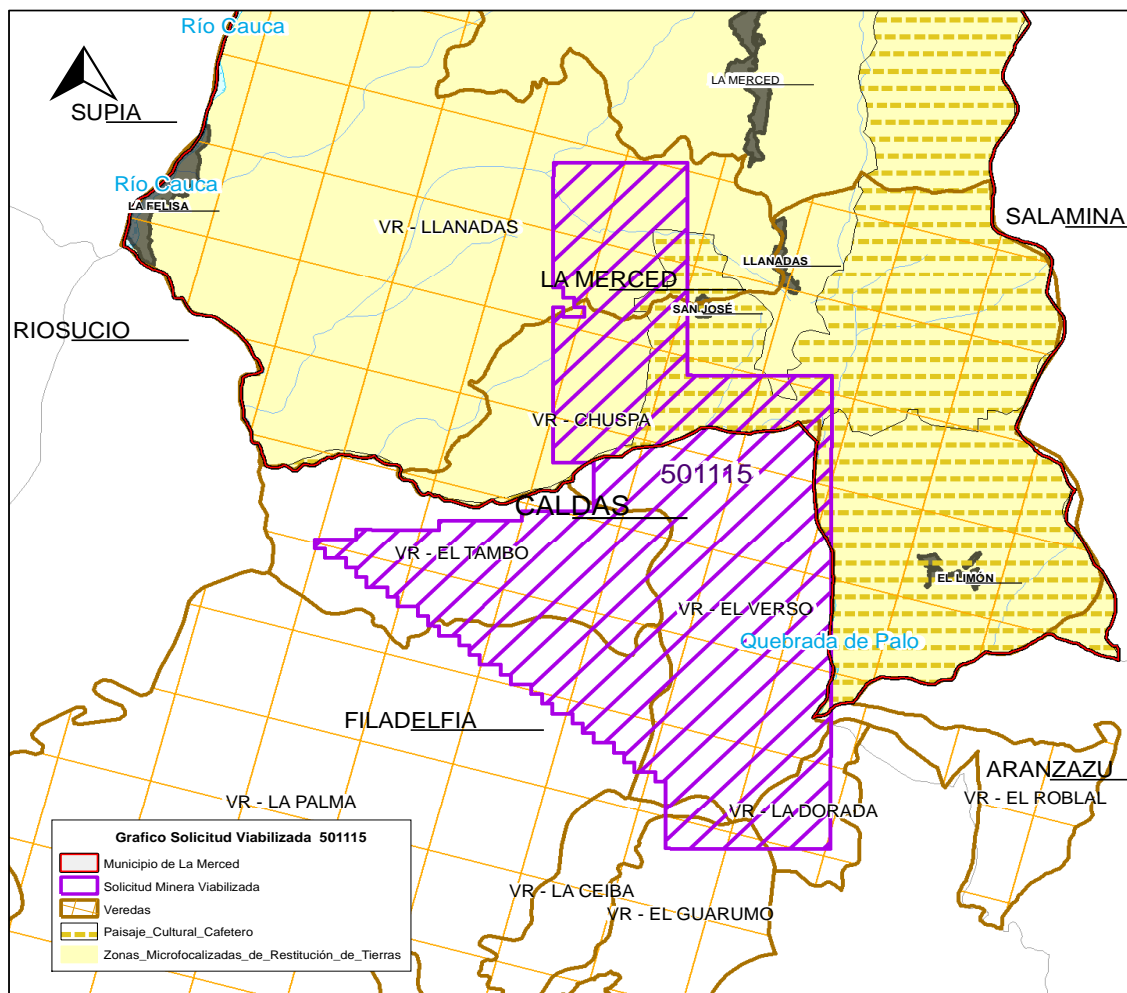 Río Cauca
LA MERCED
SUPIA
Río Cauca
LA FELISA
SALAMINA
VR - LLANADAS
LLANADAS
LA MERCED
SAN JOSÉ
RIOSUCIO
VR - CHUSPA
501115
CALDAS
VR - EL TAMBO
EL LIMÓN
VR - EL VERSO
Quebrada de Palo
FILADELFIA
ARANZAZU
VR - EL ROBLAL
VR - LA PALMA
VR - LA DORADA
VR - LA CEIBA
VR - EL GUARUMO
Grafico Solicitud Viabilizada 501115
Municipio de La Merced
Solicitud Minera Viabilizada
Veredas
Paisaje_Cultural_Cafetero
Zonas_Microfocalizadas_de_Restitución_de_Tierras